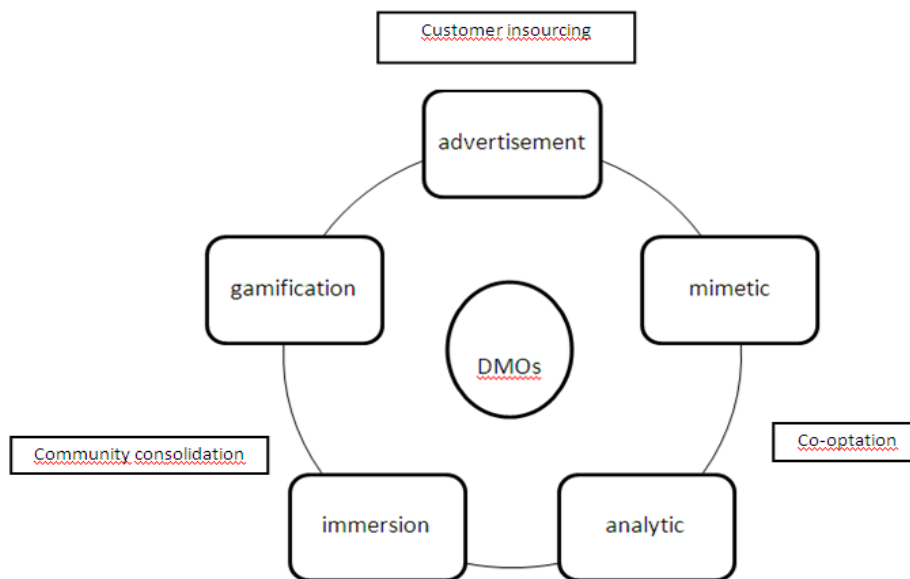 Customer insourcing
advertisement
gamification
mimetic
DMOs
Community consolidation
Co-optation
immersion
analytic